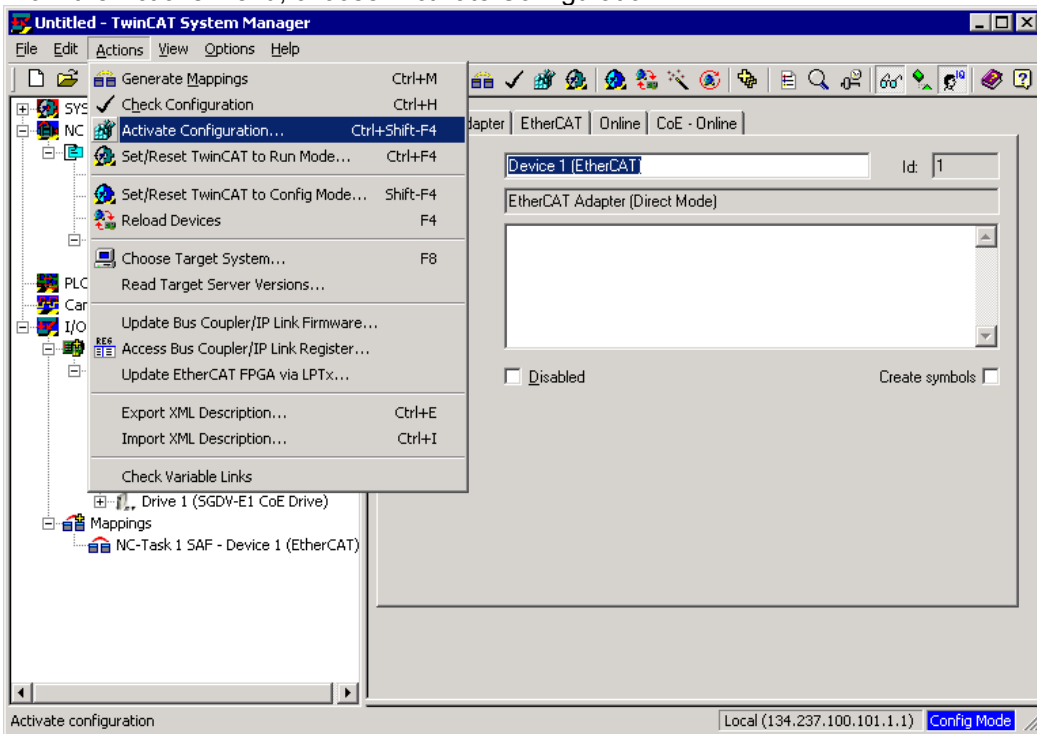 Untitled - TwinCAT System Manager
File Edit Actions View Options Help
Generate Mappings Ctrl+M
Check Configuration Ctrl+H
Activate Configuration... Ctrl+Shift-F4
Set/Reset TwinCAT to Run Mode... Ctrl+F4
Set/Reset TwinCAT to Config Mode... Shift-F4
Reload Devices F4
Choose Target System... F8
Read Target Server Versions...
Update Bus Coupler/IP Link Firmware...
REG Access Bus Coupler/IP Link Register...
Update EtherCAT FPGA via LPTx...
Export XML Description... Ctrl+E
Import XML Description... Ctrl+I
Check Variable Links
SYS
NC
PLC
I/O
Drive 1 (SGDV-E1 CoE Drive)
Mappings
NC-Task 1 SAF - Device 1 (EtherCAT)
dapter EtherCAT Online CoE - Online
Device 1 (EtherCAT) Id: 1
EtherCAT Adapter (Direct Mode)
Disabled Create symbols
Activate configuration Local (134.237.100.101.1.1) Config Mode